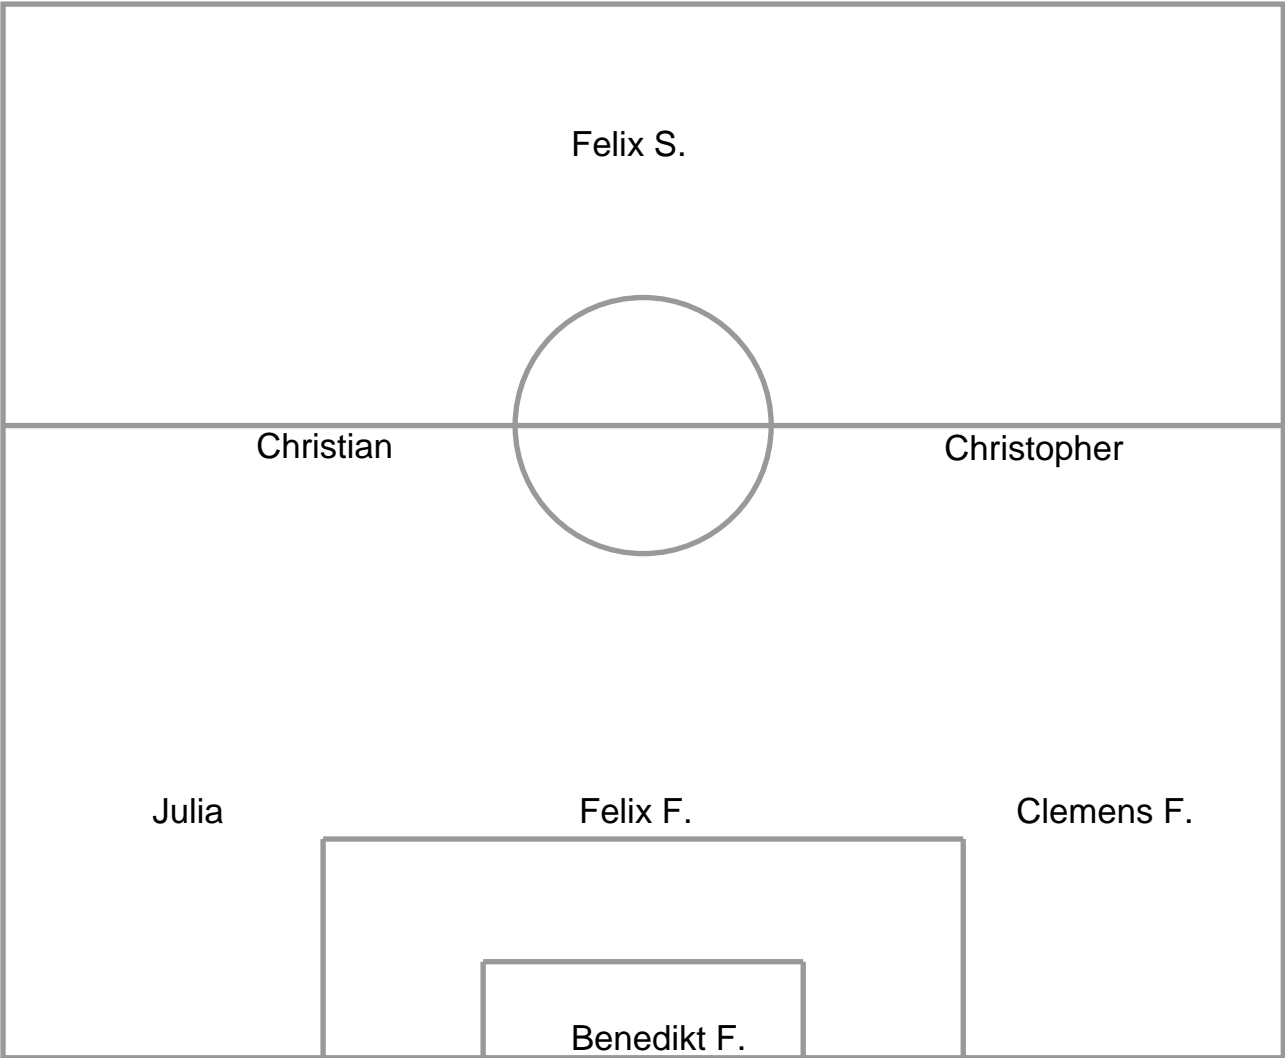 Felix S.
Christian
Christopher
Julia
Felix F.
Clemens F.
Benedikt F.